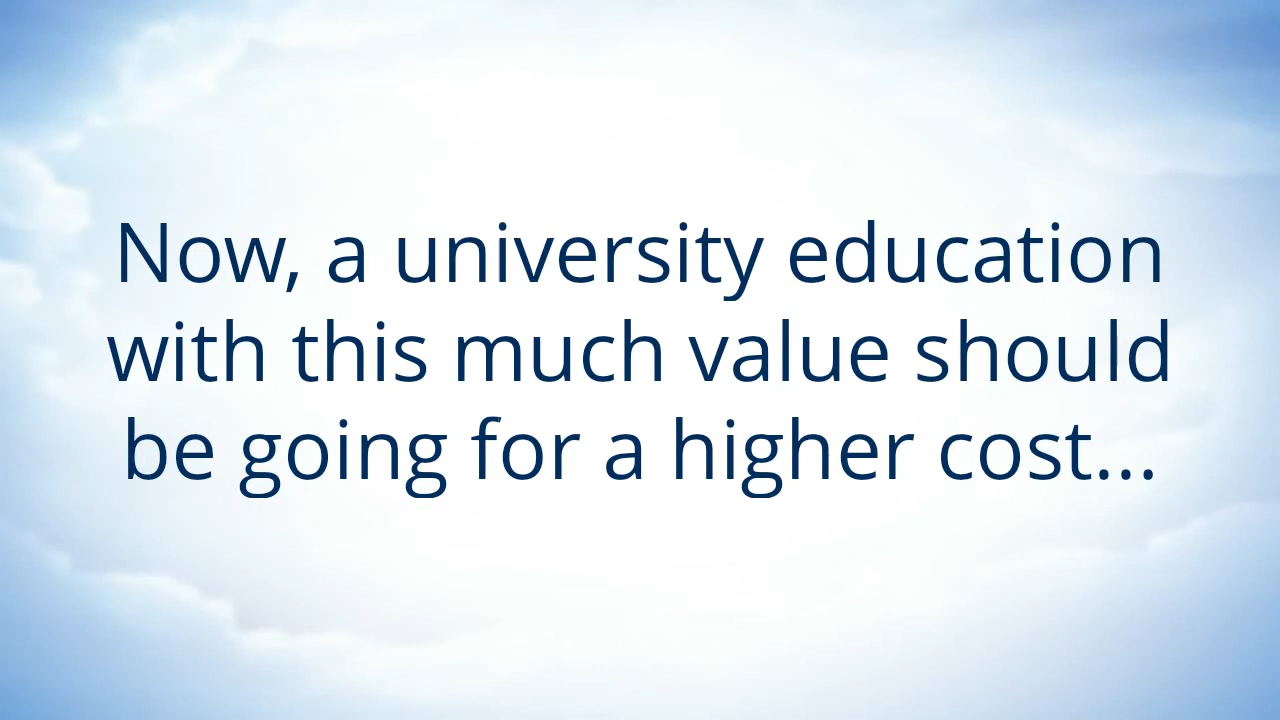 Now, a university education
with this much value should
be going for a higher cost...